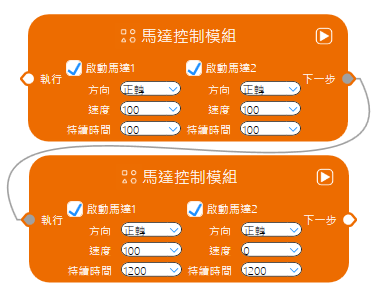 馬達控制模組
啟動馬達1 啟動馬達2
執行 下一步
方向 正轉 方向 正轉
速度 100 速度 100
持續時間 100 持續時間 100
馬達控制模組
啟動馬達1 啟動馬達2
執行 下一步
方向 正轉 方向 正轉
速度 100 速度 0
持續時間 1200 持續時間 1200